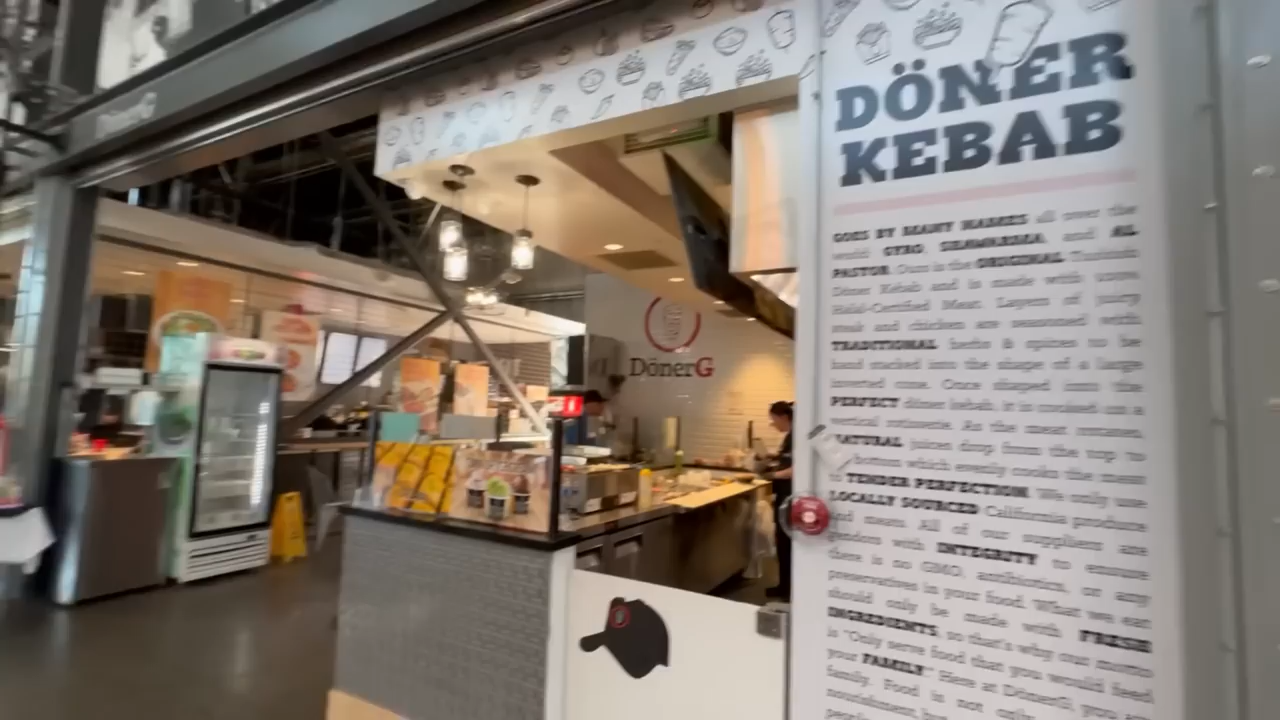 DÖNER
KEBAB
GOES BY MANY NAMES all over the
world GYRO, SHAWARMA, and AL
PASTOR. Ours is the ORIGINAL Turkish
Döner Kebab and is made with
Halal-Certified Meat. Layers of juicy
steak and chicken are seasoned with
TRADITIONAL herbs & spices to be
hand stacked into the shape of a large
inverted cone. Once shaped into the
PERFECT döner kebab, it is roasted on a
vertical rotisserie. As the meat rotates,
NATURAL juices drop from the top to
bottom which evenly cooks the meat
to TENDER PERFECTION. We only use
LOCALLY SOURCED California produce
and meats. All of our suppliers are
vendors with INTEGRITY to ensure
there is no GMO, antibiotics, or any
preservatives in your food. What we eat
should only be made with FRESH
INGREDIENTS, so that's why our motto
is "Only serve food that you would feed
your FAMILY". Here at DönerG, you are
family. Food is not only
nourishment, but
DönerG